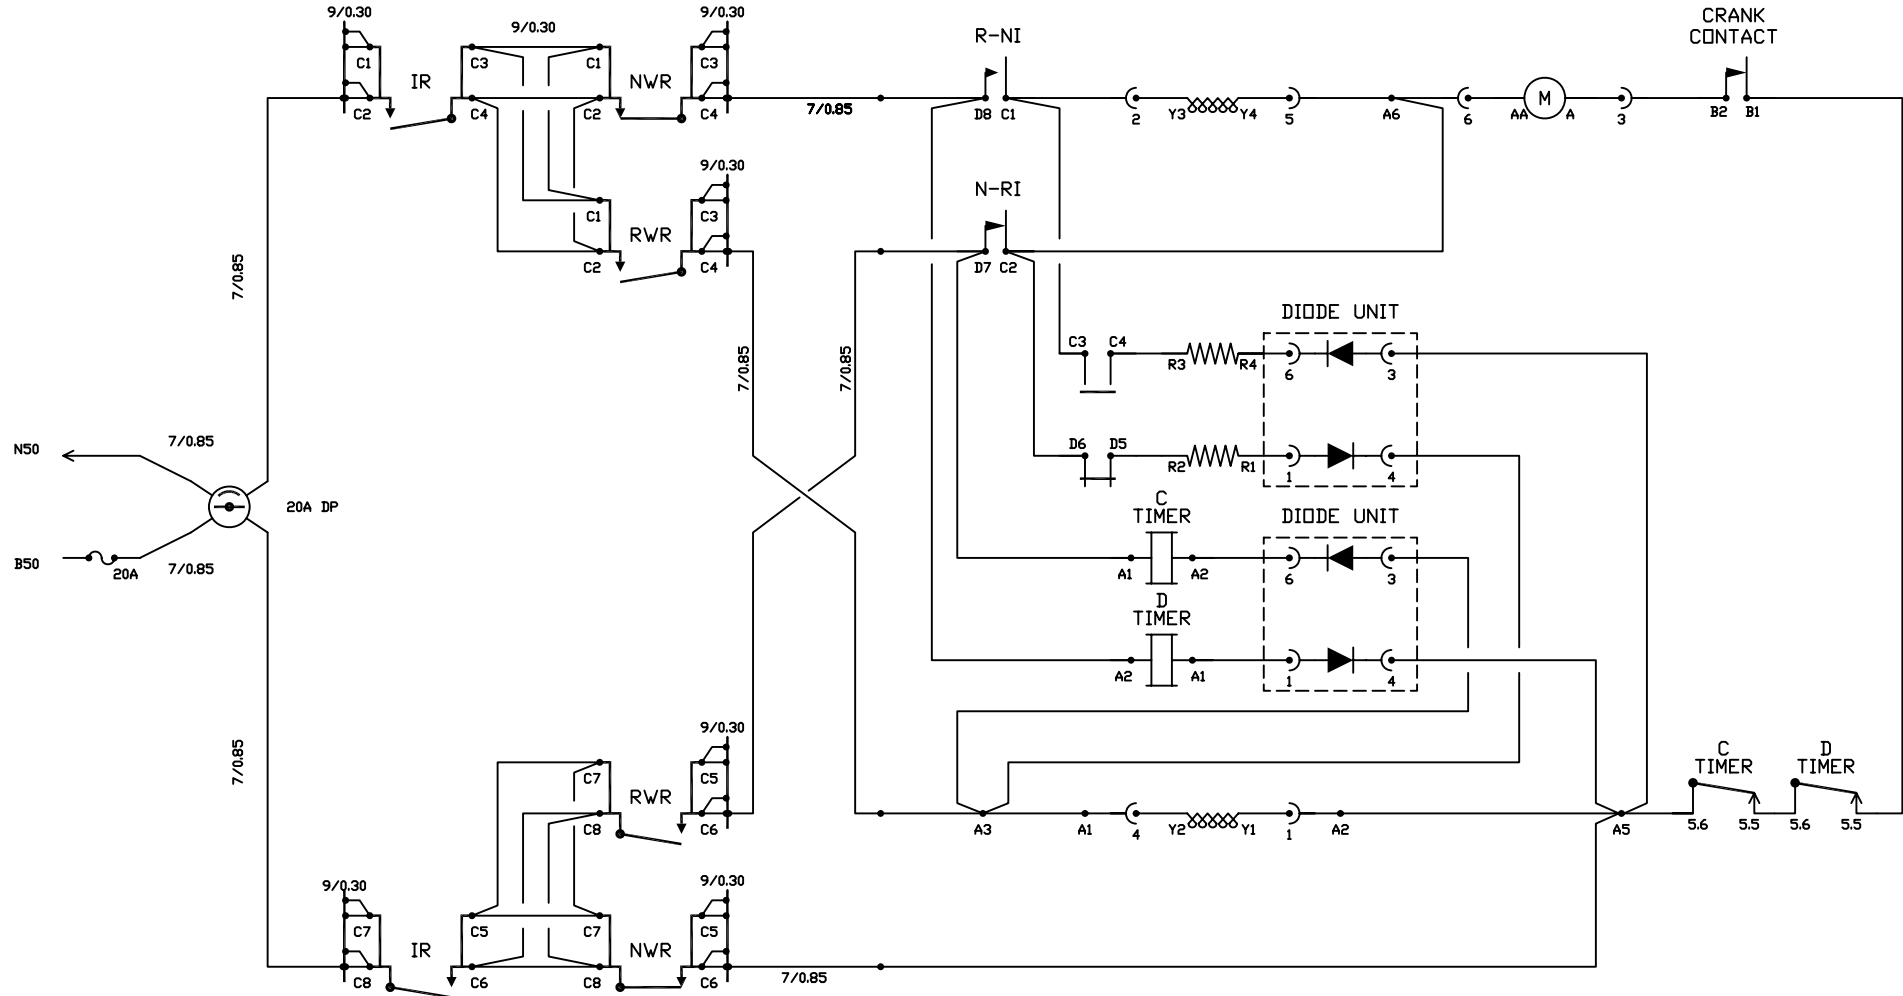 9/0.30
9/0.30
9/0.30
R-NI
CRANK
CONTACT
C1
IR
C3
C1
NWR
C3
C2
C4
C2
C4
7/0.85
D8
C1
2
Y3
Y4
5
A6
6
AA
M
A
3
B2
B1
9/0.30
N-RI
C1
RWR
C3
C2
C4
D7
C2
7/0.85
DIODE UNIT
7/0.85
7/0.85
C3
C4
R3
R4
6
3
N50
7/0.85
D6
D5
R2
R1
1
4
20A DP
C
TIMER
DIODE UNIT
B50
20A
7/0.85
A1
A2
6
3
D
TIMER
A2
A1
1
4
9/0.30
7/0.85
C7
RWR
C5
C
TIMER
D
TIMER
C8
C6
A3
A1
4
Y2
Y1
1
A2
A5
5.6
5.5
5.6
5.5
9/0.30
9/0.30
C7
IR
C5
C7
NWR
C5
C8
C6
C8
C6
7/0.85